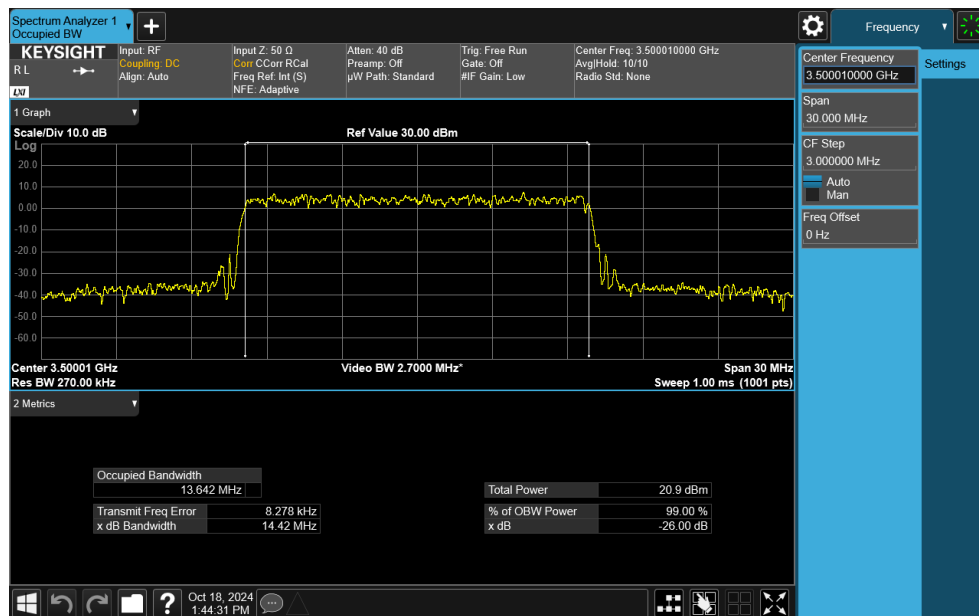 Spectrum Analyzer 1
Occupied BW
+
Frequency
KEYSIGHT
R L
LXI
Input: RF
Coupling: DC
Align: Auto
Input Z: 50 Ω
Corr CCorr RCal
Freq Ref: Int (S)
NFE: Adaptive
Atten: 40 dB
Preamp: Off
µW Path: Standard
Trig: Free Run
Gate: Off
#IF Gain: Low
Center Freq: 3.500010000 GHz
Avg|Hold: 10/10
Radio Std: None
Center Frequency
3.500010000 GHz
Settings
Span
30.000 MHz
CF Step
3.000000 MHz
Auto
Man
Freq Offset
0 Hz
1 Graph
Scale/Div 10.0 dB
Ref Value 30.00 dBm
Log
20.0
10.0
0.00
-10.0
-20.0
-30.0
-40.0
-50.0
-60.0
Center 3.50001 GHz
Video BW 2.7000 MHz*
Span 30 MHz
Res BW 270.00 kHz
Sweep 1.00 ms (1001 pts)
2 Metrics
Occupied Bandwidth
13.642 MHz
Total Power 20.9 dBm
Transmit Freq Error 8.278 kHz
% of OBW Power 99.00 %
x dB Bandwidth 14.42 MHz
x dB -26.00 dB
?
Oct 18, 2024
1:44:31 PM